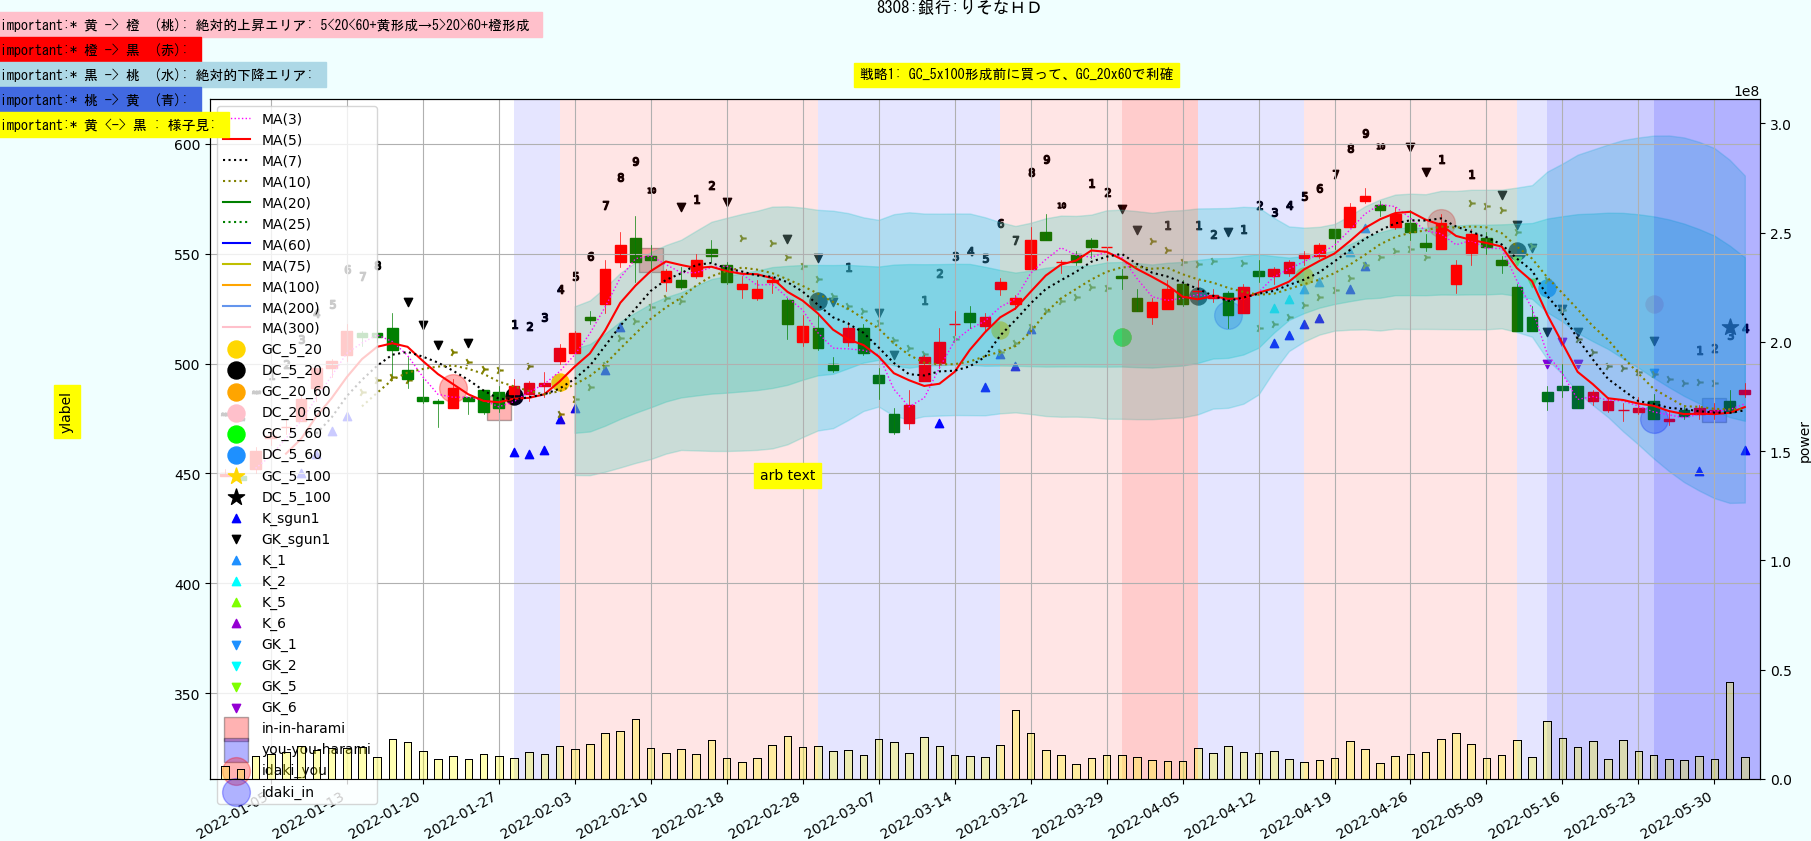 8308:銀行:りそなＨＤ
important:* 黄 -> 橙 (桃): 絶対的上昇エリア: 5<20<60+黄形成→5>20>60+橙形成
important:* 橙 -> 黒 (赤):
important:* 黒 -> 桃 (水): 絶対的下降エリア:
important:* 桃 -> 黄 (青):
important:* 黄 <-> 黒 : 様子見:
戦略1: GC_5x100形成前に買って、GC_20x60で利確
1e8
MA(3)
MA(5)
MA(7)
MA(10)
MA(20)
MA(25)
MA(60)
MA(75)
MA(100)
MA(200)
MA(300)
GC_5_20
DC_5_20
GC_20_60
DC_20_60
GC_5_60
DC_5_60
GC_5_100
DC_5_100
K_sgun1
GK_sgun1
K_1
K_2
K_5
K_6
GK_1
GK_2
GK_5
GK_6
in-in-harami
you-you-harami
idaki_you
idaki_in
600
550
500
450
400
350
ylabel
arb text
3.0
2.5
2.0
1.5
1.0
0.5
0.0
power
2022-01-13
2022-01-20
2022-01-27
2022-02-03
2022-02-10
2022-02-18
2022-02-28
2022-03-07
2022-03-14
2022-03-22
2022-03-29
2022-04-05
2022-04-12
2022-04-19
2022-04-26
2022-05-09
2022-05-16
2022-05-23
2022-05-30